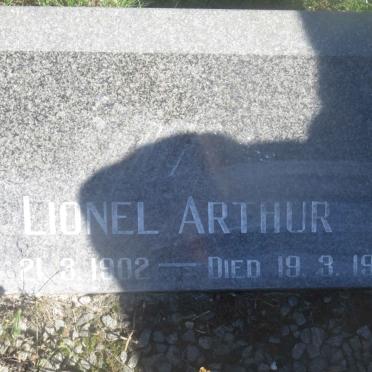 LIONEL ARTHUR
21. 3. 1902 — DIED 19. 3. 19